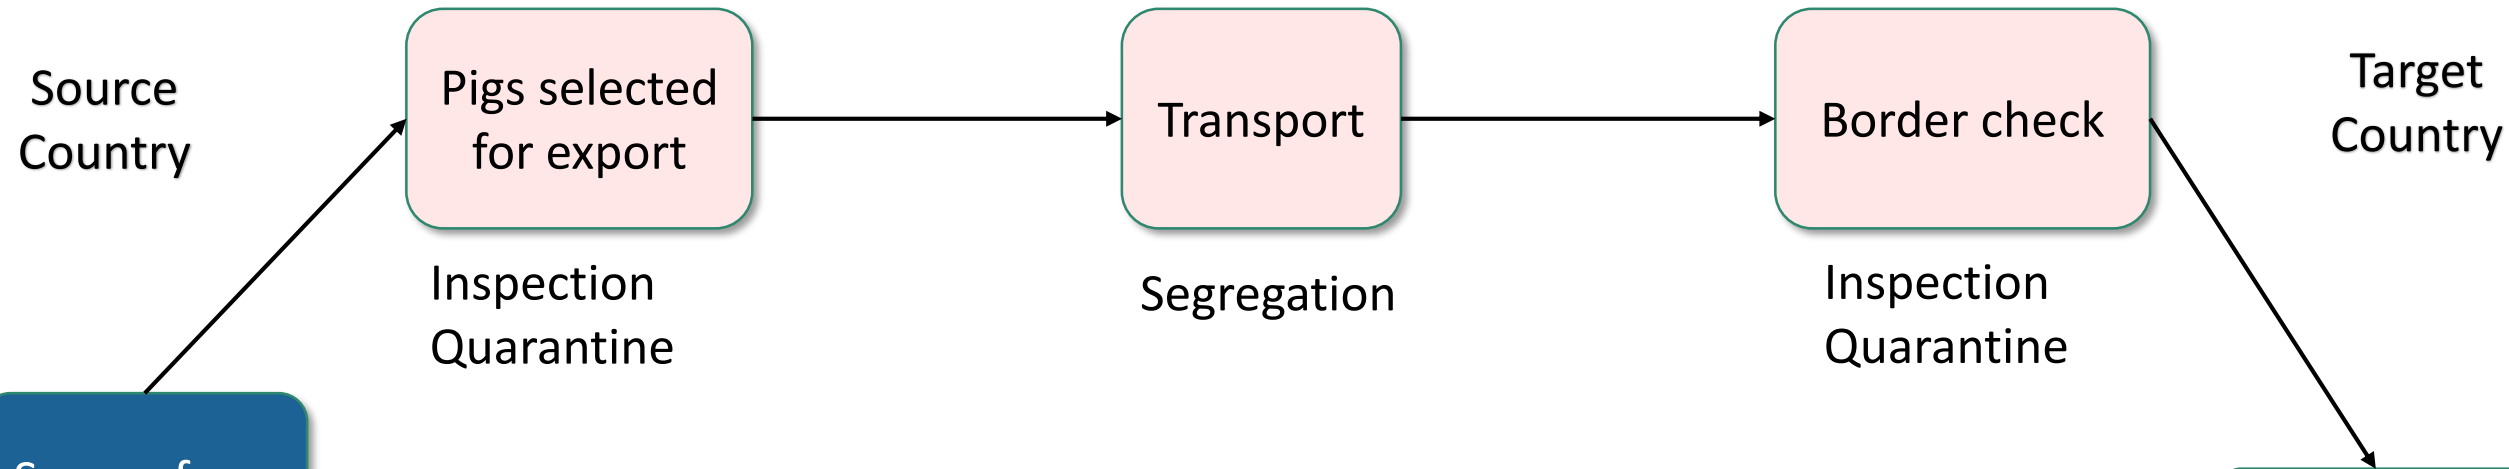 Source
Country
Pigs selected
for export
Transport
Border check
Target
Country
Inspection
Quarantine
Segregation
Inspection
Quarantine